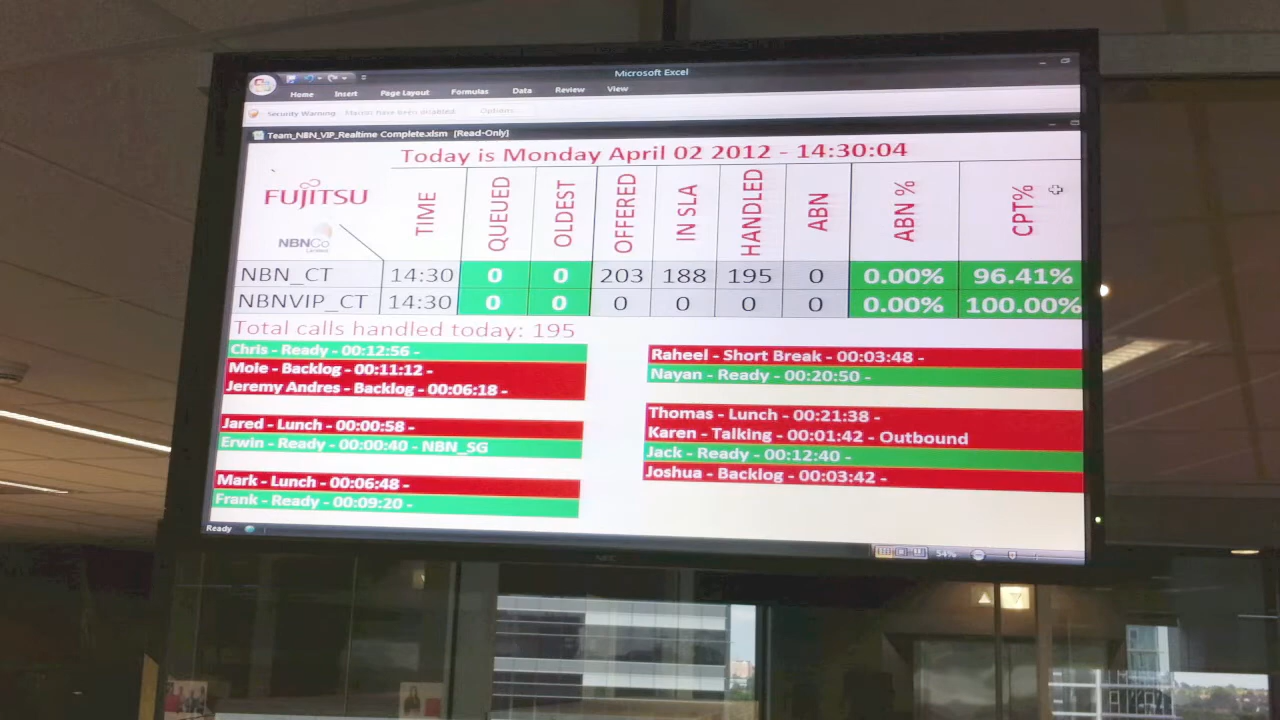 Microsoft Excel
Home Insert Page Layout Formulas Data Review View
Security Warning Macros have been disabled. Options...
Team_NBN_VIP_Realtime Complete.xlsm [Read-Only]
Today is Monday April 02 2012 - 14:30:04
FUJITSU
NBNCo
TIME QUEUED OLDEST OFFERED IN SLA HANDLED ABN ABN % CPT%
NBN_CT 14:30 0 0 203 188 195 0 0.00% 96.41%
NBNVIP_CT 14:30 0 0 0 0 0 0 0.00% 100.00%
Total calls handled today: 195
Chris - Ready - 00:12:56 -
Moie - Backlog - 00:11:12 -
Jeremy Andres - Backlog - 00:06:18 -
Jared - Lunch - 00:00:58 -
Erwin - Ready - 00:00:40 - NBN_SG
Mark - Lunch - 00:06:48 -
Frank - Ready - 00:09:20 -
Raheel - Short Break - 00:03:48 -
Nayan - Ready - 00:20:50 -
Thomas - Lunch - 00:21:38 -
Karen - Talking - 00:01:42 - Outbound
Jack - Ready - 00:12:40 -
Joshua - Backlog - 00:03:42 -
Ready
54%
NEC